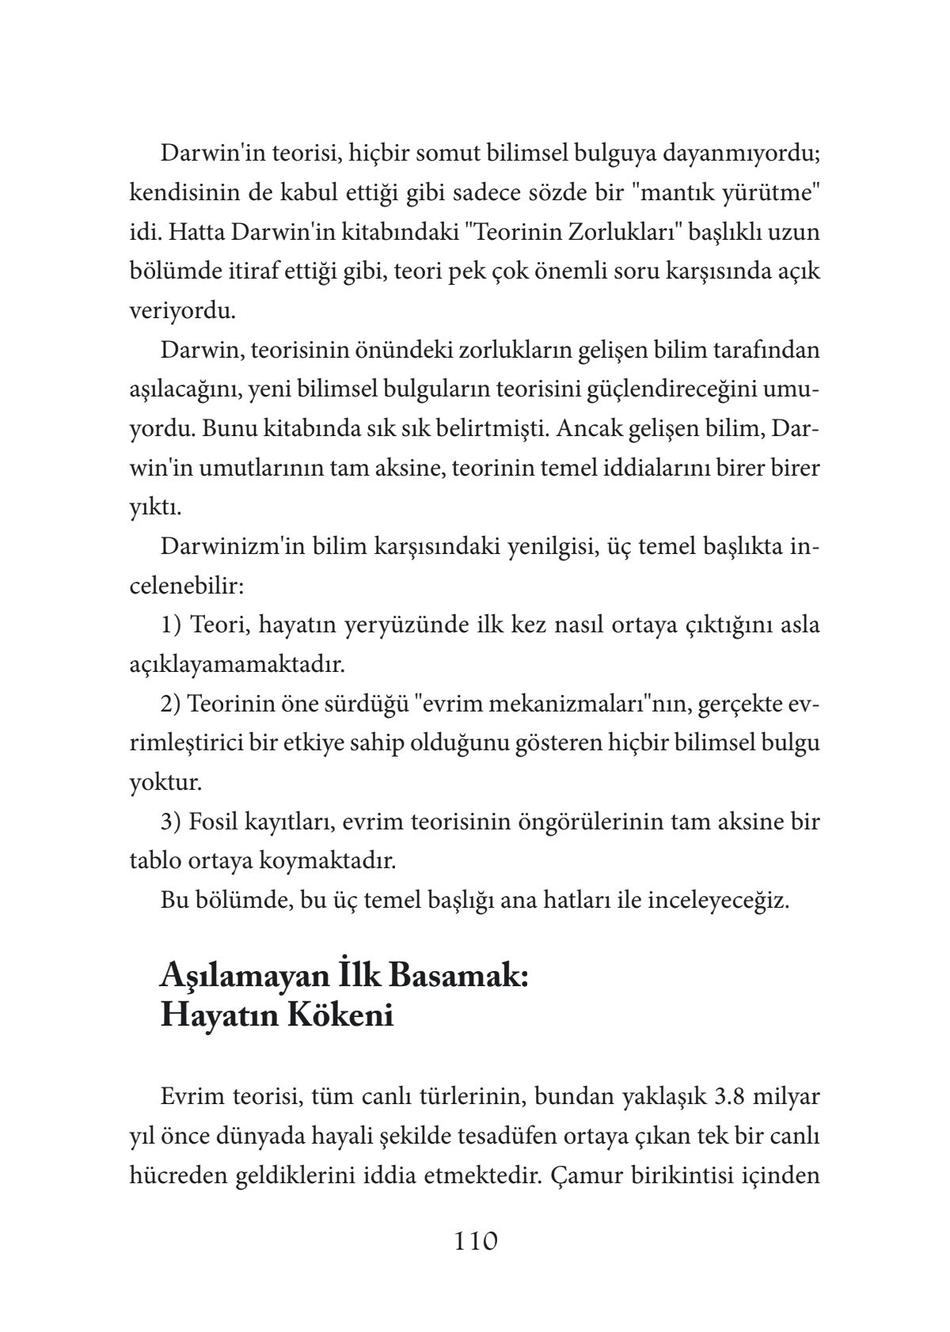 Darwin'in teorisi, hiçbir somut bilimsel bulguya dayanmıyordu;
kendisinin de kabul ettiği gibi sadece sözde bir "mantık yürütme"
idi. Hatta Darwin'in kitabındaki "Teorinin Zorlukları" başlıklı uzun
bölümde itiraf ettiği gibi, teori pek çok önemli soru karşısında açık
veriyordu.
Darwin, teorisinin önündeki zorlukların gelişen bilim tarafından
aşılacağını, yeni bilimsel bulguların teorisini güçlendireceğini umu-
yordu. Bunu kitabında sık sık belirtmişti. Ancak gelişen bilim, Dar-
win'in umutlarının tam aksine, teorinin temel iddialarını birer birer
yıktı.
Darwinizm'in bilim karşısındaki yenilgisi, üç temel başlıkta in-
celenebilir:
1) Teori, hayatın yeryüzünde ilk kez nasıl ortaya çıktığını asla
açıklayamamaktadır.
2) Teorinin öne sürdüğü "evrim mekanizmaları"nın, gerçekte ev-
rimleştirici bir etkiye sahip olduğunu gösteren hiçbir bilimsel bulgu
yoktur.
3) Fosil kayıtları, evrim teorisinin öngörülerinin tam aksine bir
tablo ortaya koymaktadır.
Bu bölümde, bu üç temel başlığı ana hatları ile inceleyeceğiz.
Aşılamayan İlk Basamak:
Hayatın Kökeni
Evrim teorisi, tüm canlı türlerinin, bundan yaklaşık 3.8 milyar
yıl önce dünyada hayali şekilde tesadüfen ortaya çıkan tek bir canlı
hücreden geldiklerini iddia etmektedir. Çamur birikintisi içinden
110